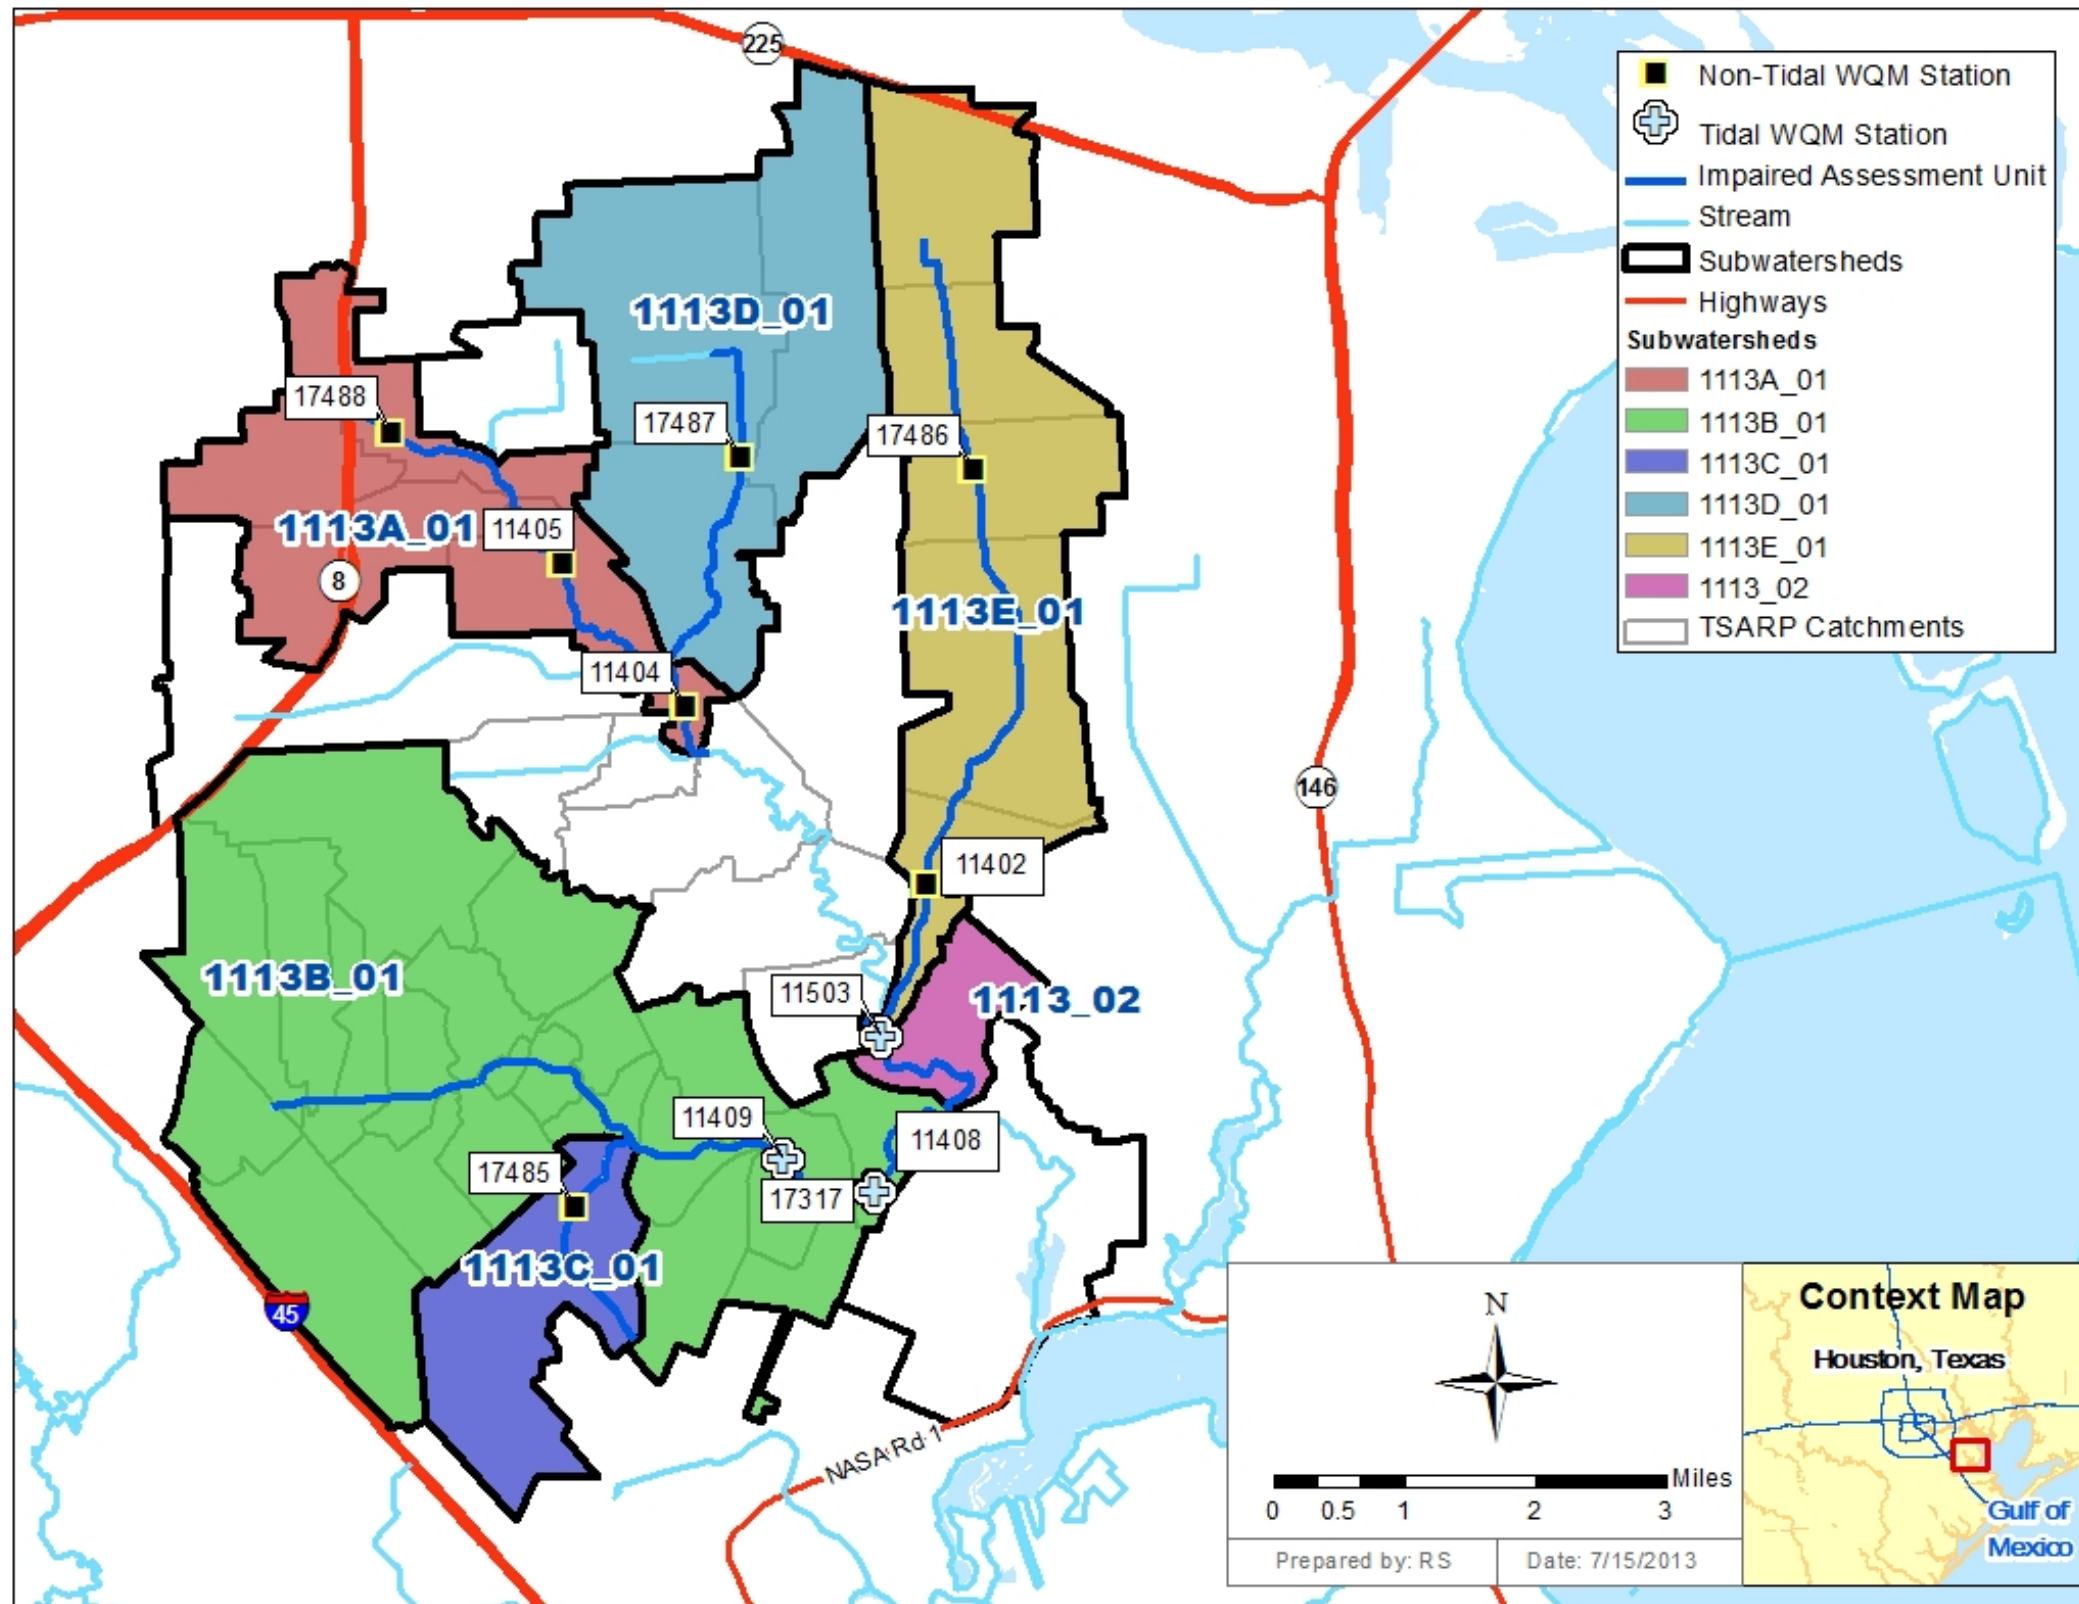 225
Non-Tidal WQM Station
Tidal WQM Station
Impaired Assessment Unit
Stream
Subwatersheds
Highways
Subwatersheds
1113A_01
1113B_01
1113C_01
1113D_01
1113E_01
1113_02
TSARP Catchments
1113D_01
17488
17487
17486
1113A_01
11405
8
1113E_01
11404
146
11402
1113B_01
11503
1113_02
11409
11408
17485
17317
1113C_01
45
NASA Rd 1
N
Miles
0 0.5 1 2 3
Prepared by: RS
Date: 7/15/2013
Context Map
Houston, Texas
Gulf of
Mexico